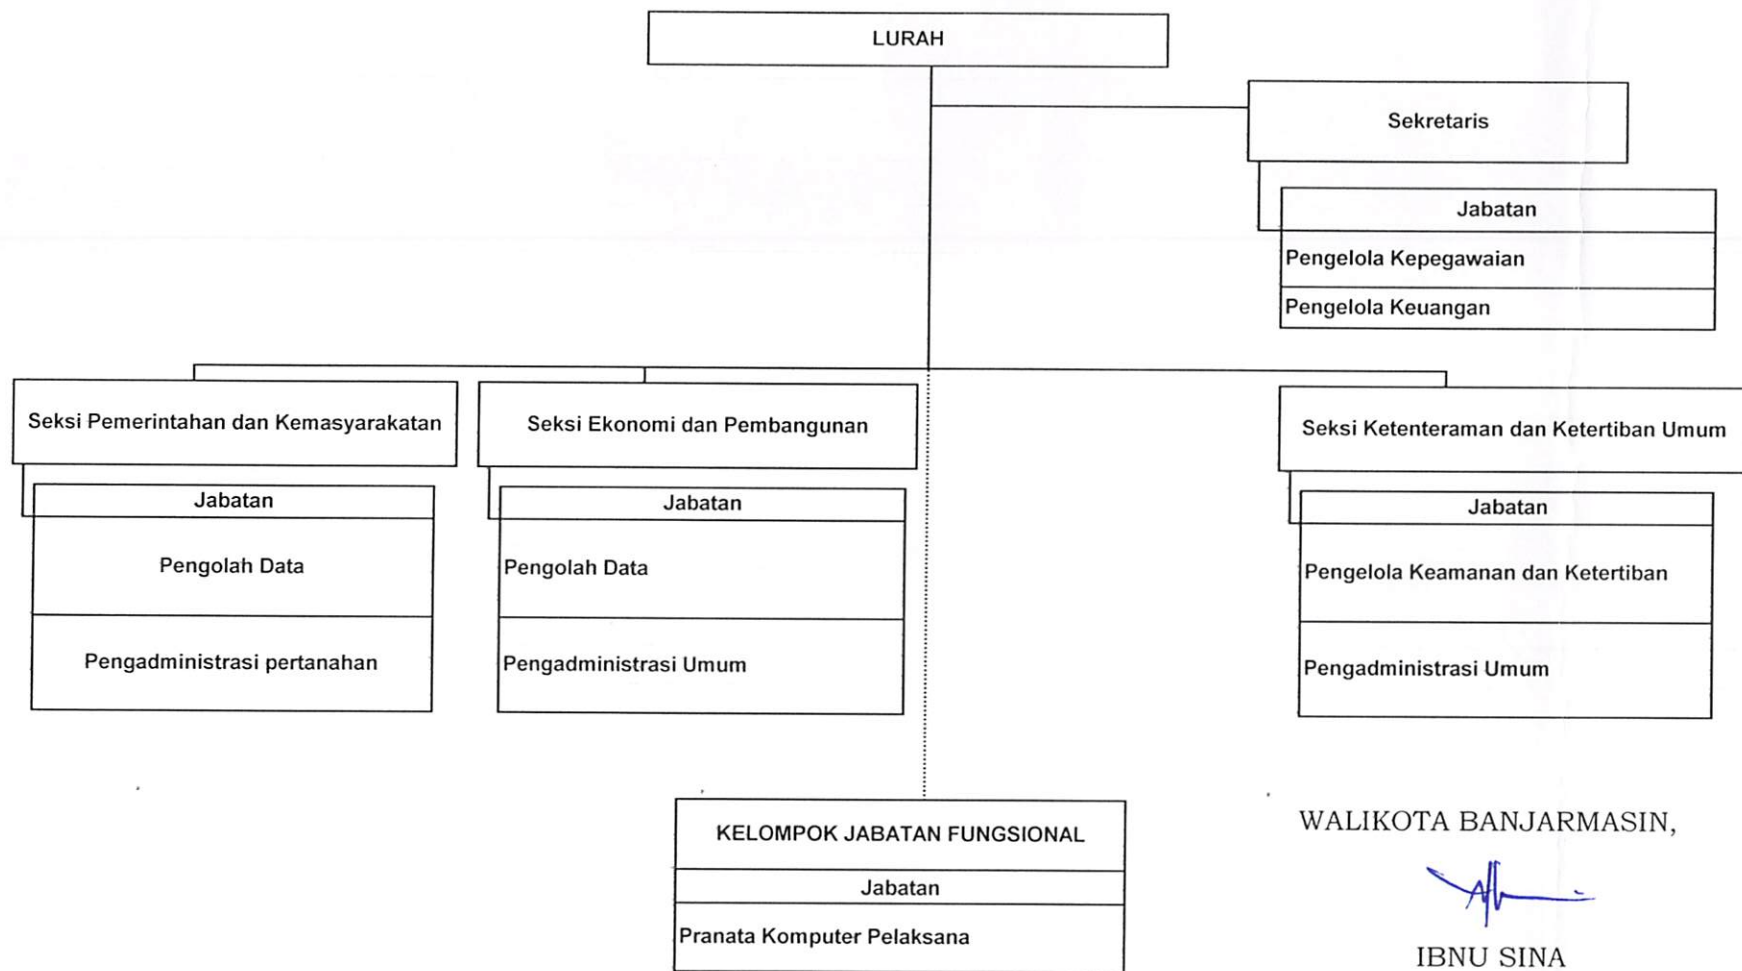 LURAH
Sekretaris
Jabatan
Pengelola Kepegawaian
Pengelola Keuangan
Seksi Pemerintahan dan Kemasyarakatan
Jabatan
Pengolah Data
Pengadministrasi pertanahan
Seksi Ekonomi dan Pembangunan
Jabatan
Pengolah Data
Pengadministrasi Umum
Seksi Ketenteraman dan Ketertiban Umum
Jabatan
Pengelola Keamanan dan Ketertiban
Pengadministrasi Umum
KELOMPOK JABATAN FUNGSIONAL
Jabatan
Pranata Komputer Pelaksana
WALIKOTA BANJARMASIN,
IBNU SINA